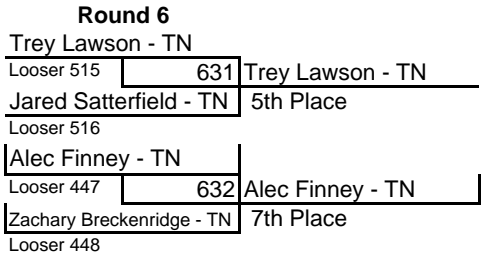 Round 6
Trey Lawson - TN
Looser 515
631 Trey Lawson - TN
Jared Satterfield - TN 5th Place
Looser 516
Alec Finney - TN
Looser 447
632 Alec Finney - TN
Zachary Breckenridge - TN 7th Place
Looser 448